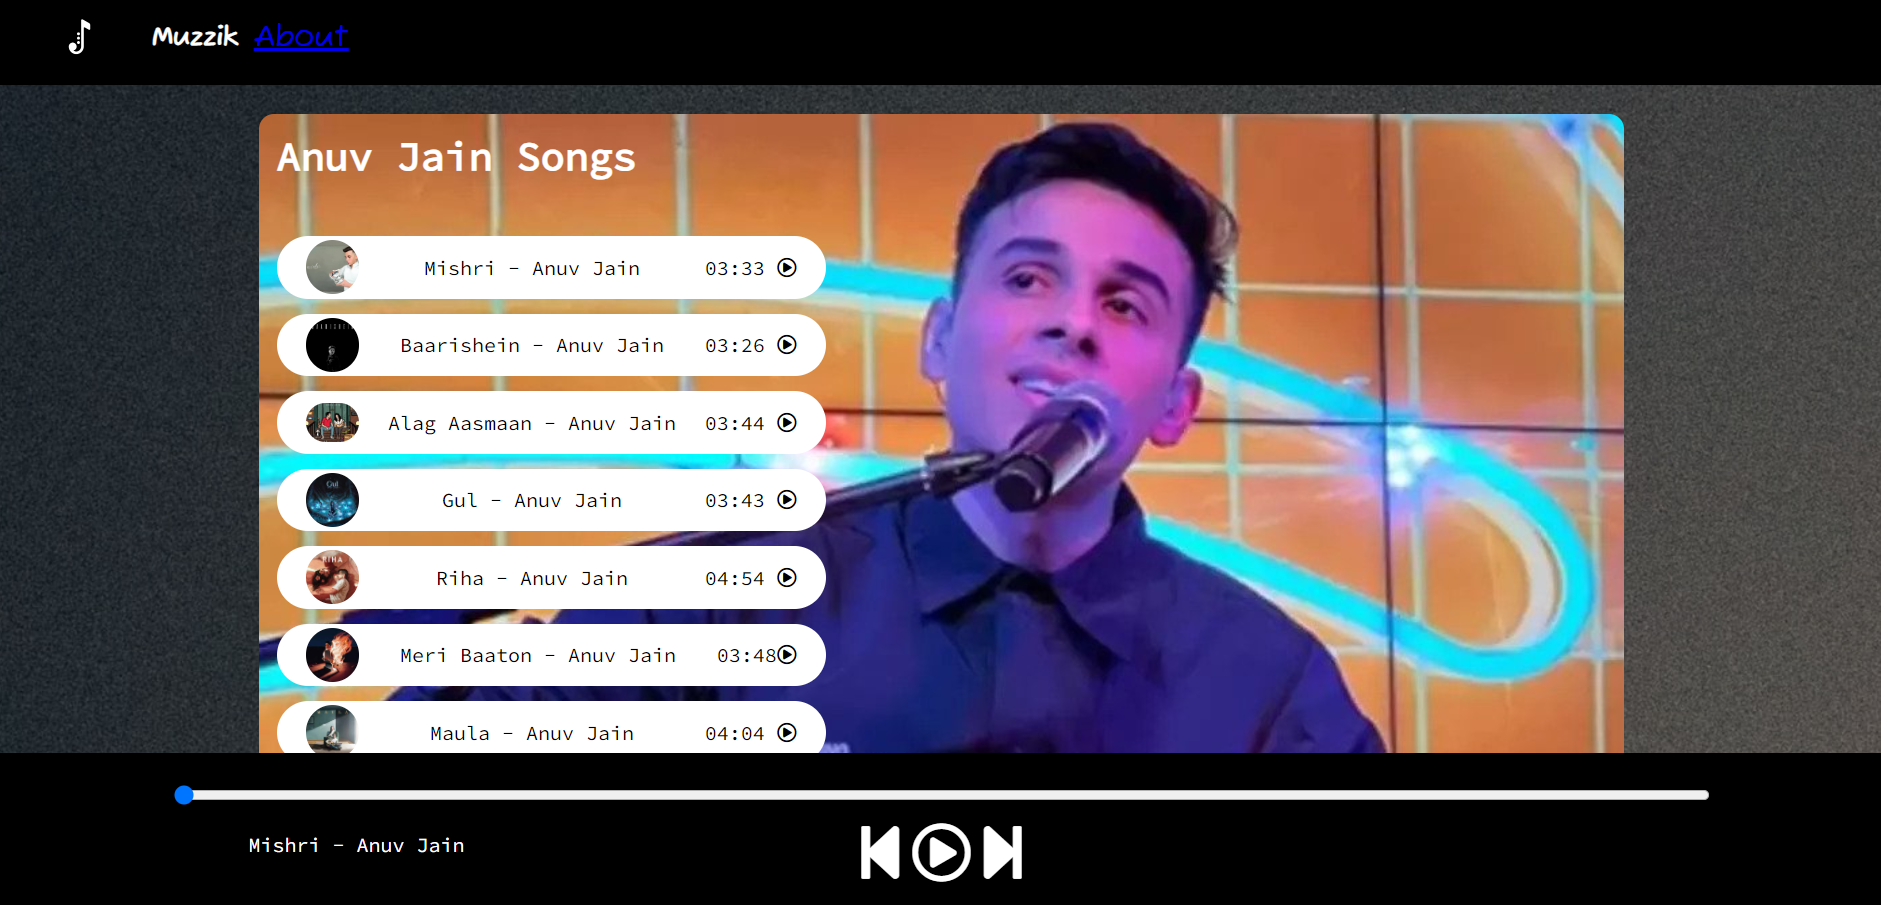 Muzzik About
Anuv Jain Songs
Mishri - Anuv Jain 03:33
Baarishein - Anuv Jain 03:26
Alag Aasmaan - Anuv Jain 03:44
Gul - Anuv Jain 03:43
Gul
Riha - Anuv Jain 04:54
RIHA
Meri Baaton - Anuv Jain 03:48
Maula - Anuv Jain 04:04
Mishri - Anuv Jain